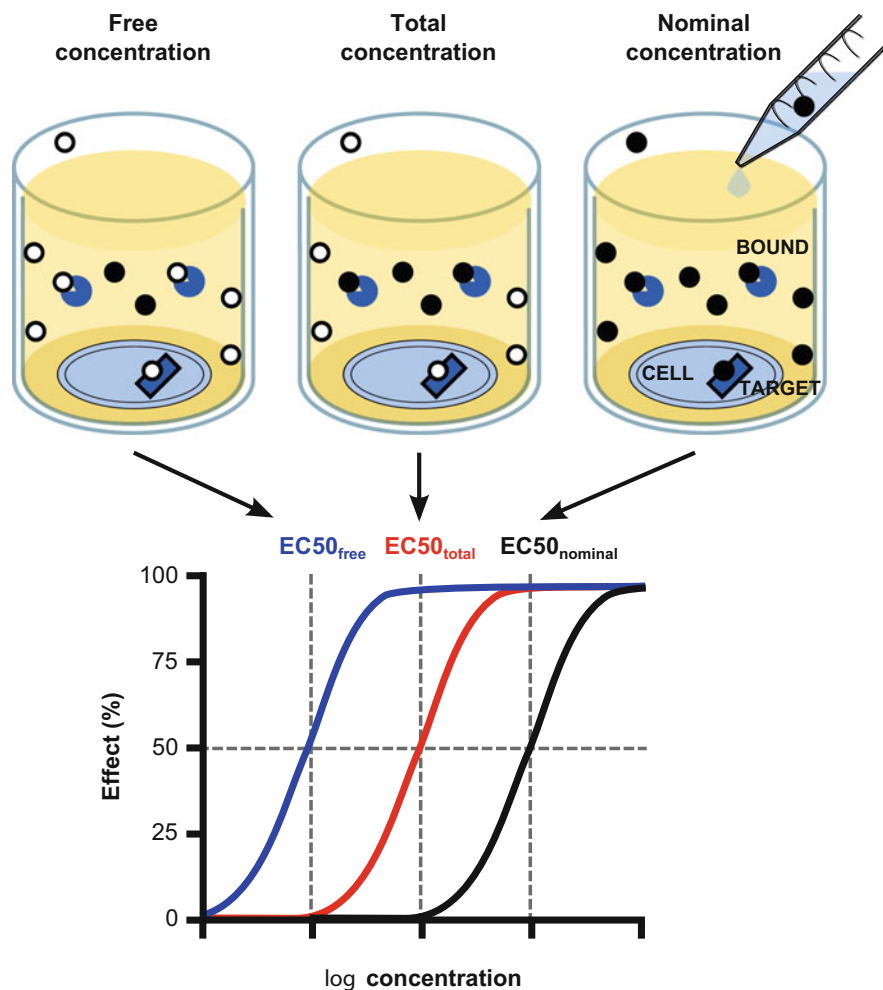 Free
concentration
Total
concentration
Nominal
concentration
BOUND
CELL
TARGET
EC50free
EC50total
EC50nominal
100
75
50
25
0
Effect (%)
log concentration